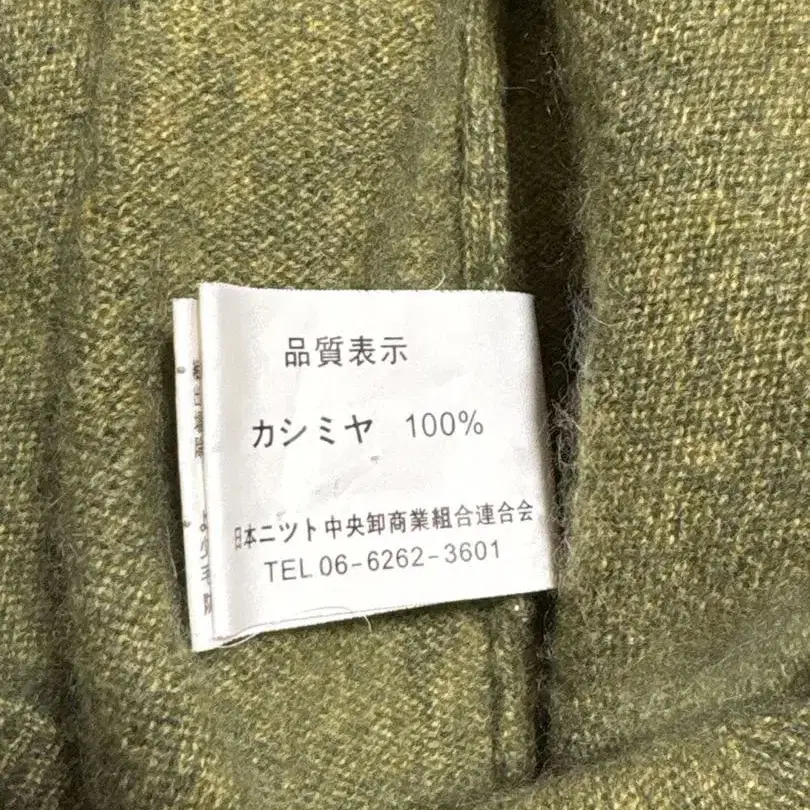 品質表示
カシミヤ 100%
日本ニツト中央卸商業組合連合会
TEL 06-6262-3601